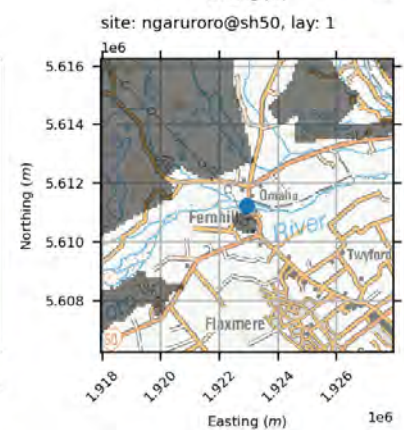 site: ngaruroro@sh50, lay: 1
1e6
5.616
5.614
5.612
5.610
5.608
Northing (m)
Omahu
Fernhill
River
Twyford
Flaxmere
50
1.918
1.920
1.922
1.924
1.926
Easting (m)
1e6